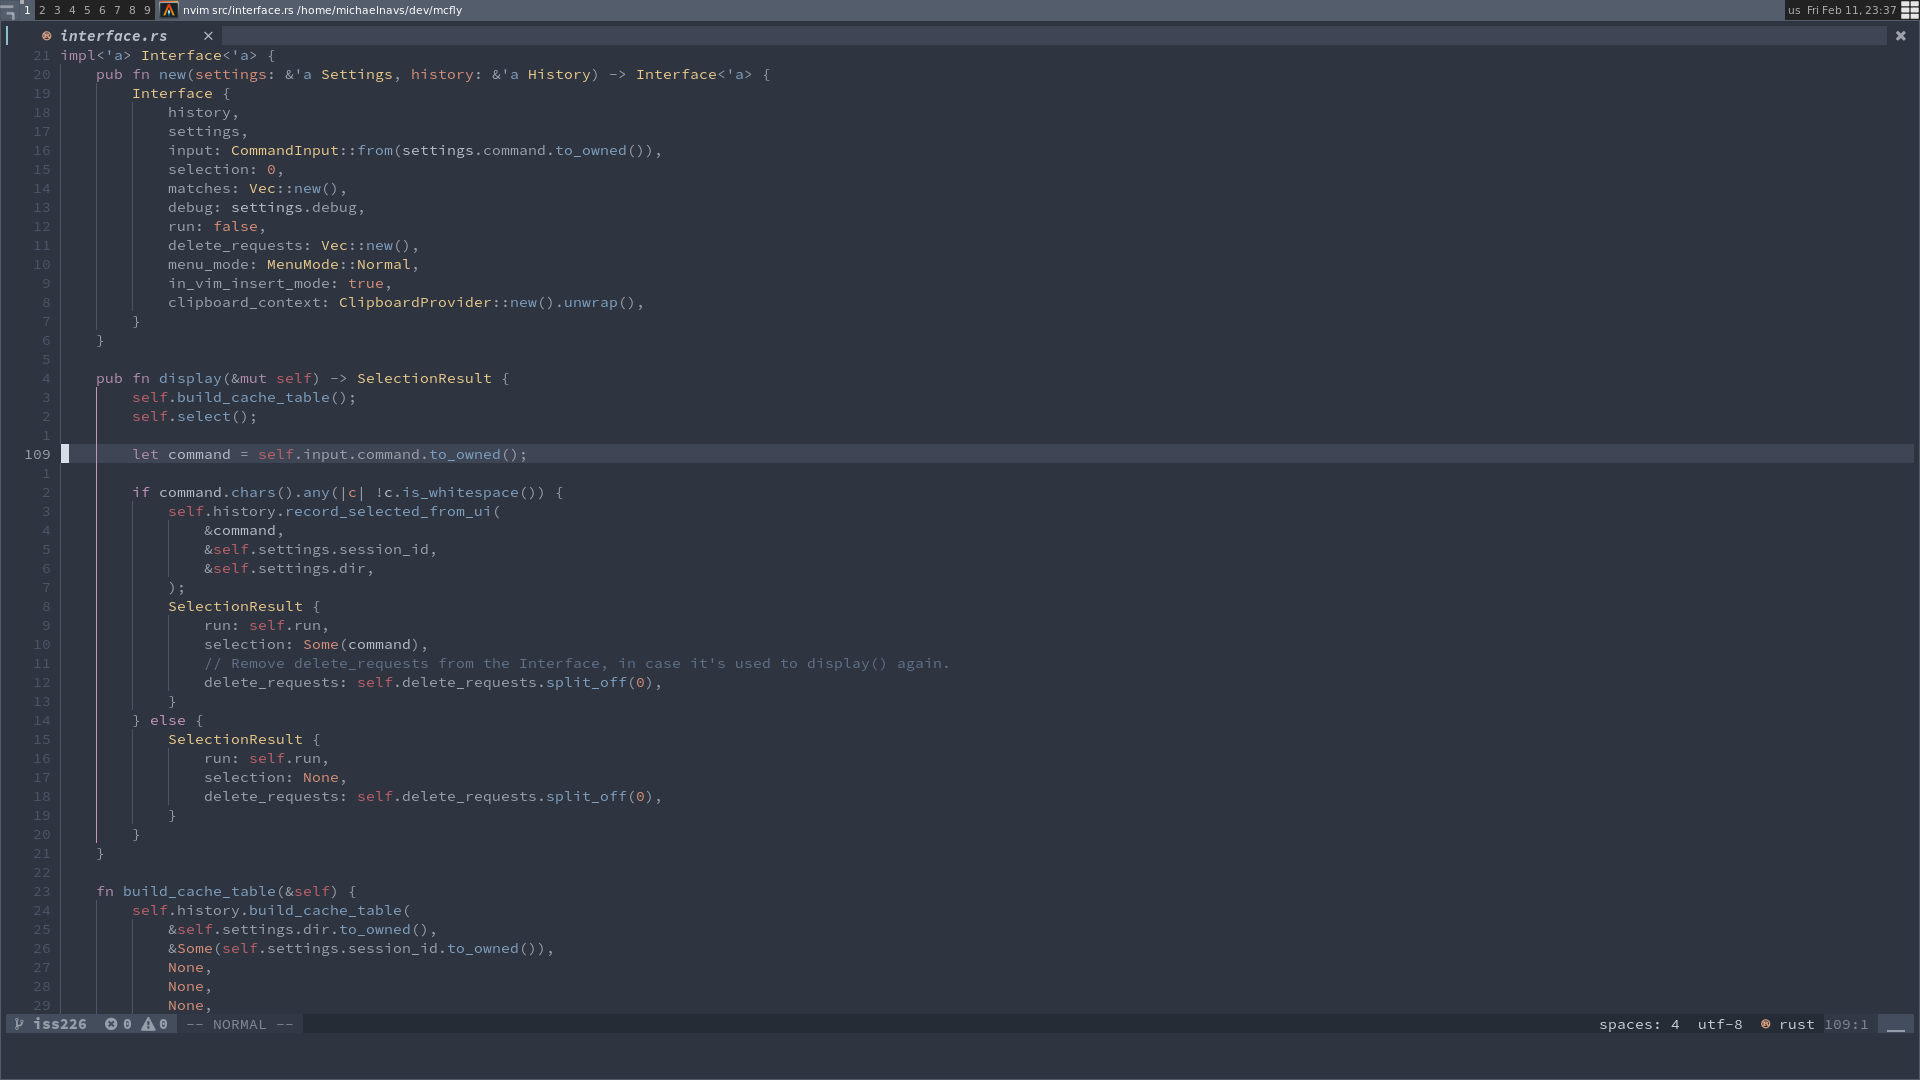 1 2 3 4 5 6 7 8 9 nvim src/interface.rs /home/michaelnavs/dev/mcfly us Fri Feb 11, 23:37
interface.rs ✕ ✖
21 impl<'a> Interface<'a> {
20     pub fn new(settings: &'a Settings, history: &'a History) -> Interface<'a> {
19         Interface {
18             history,
17             settings,
16             input: CommandInput::from(settings.command.to_owned()),
15             selection: 0,
14             matches: Vec::new(),
13             debug: settings.debug,
12             run: false,
11             delete_requests: Vec::new(),
10             menu_mode: MenuMode::Normal,
9             in_vim_insert_mode: true,
8             clipboard_context: ClipboardProvider::new().unwrap(),
7         }
6     }
5
4     pub fn display(&mut self) -> SelectionResult {
3         self.build_cache_table();
2         self.select();
1
109         let command = self.input.command.to_owned();
1
2         if command.chars().any(|c| !c.is_whitespace()) {
3             self.history.record_selected_from_ui(
4                 &command,
5                 &self.settings.session_id,
6                 &self.settings.dir,
7             );
8             SelectionResult {
9                 run: self.run,
10                 selection: Some(command),
11                 // Remove delete_requests from the Interface, in case it's used to display() again.
12                 delete_requests: self.delete_requests.split_off(0),
13             }
14         } else {
15             SelectionResult {
16                 run: self.run,
17                 selection: None,
18                 delete_requests: self.delete_requests.split_off(0),
19             }
20         }
21     }
22
23     fn build_cache_table(&self) {
24         self.history.build_cache_table(
25             &self.settings.dir.to_owned(),
26             &Some(self.settings.session_id.to_owned()),
27             None,
28             None,
29             None,
iss226 0 0 -- NORMAL -- spaces: 4 utf-8 rust 109:1